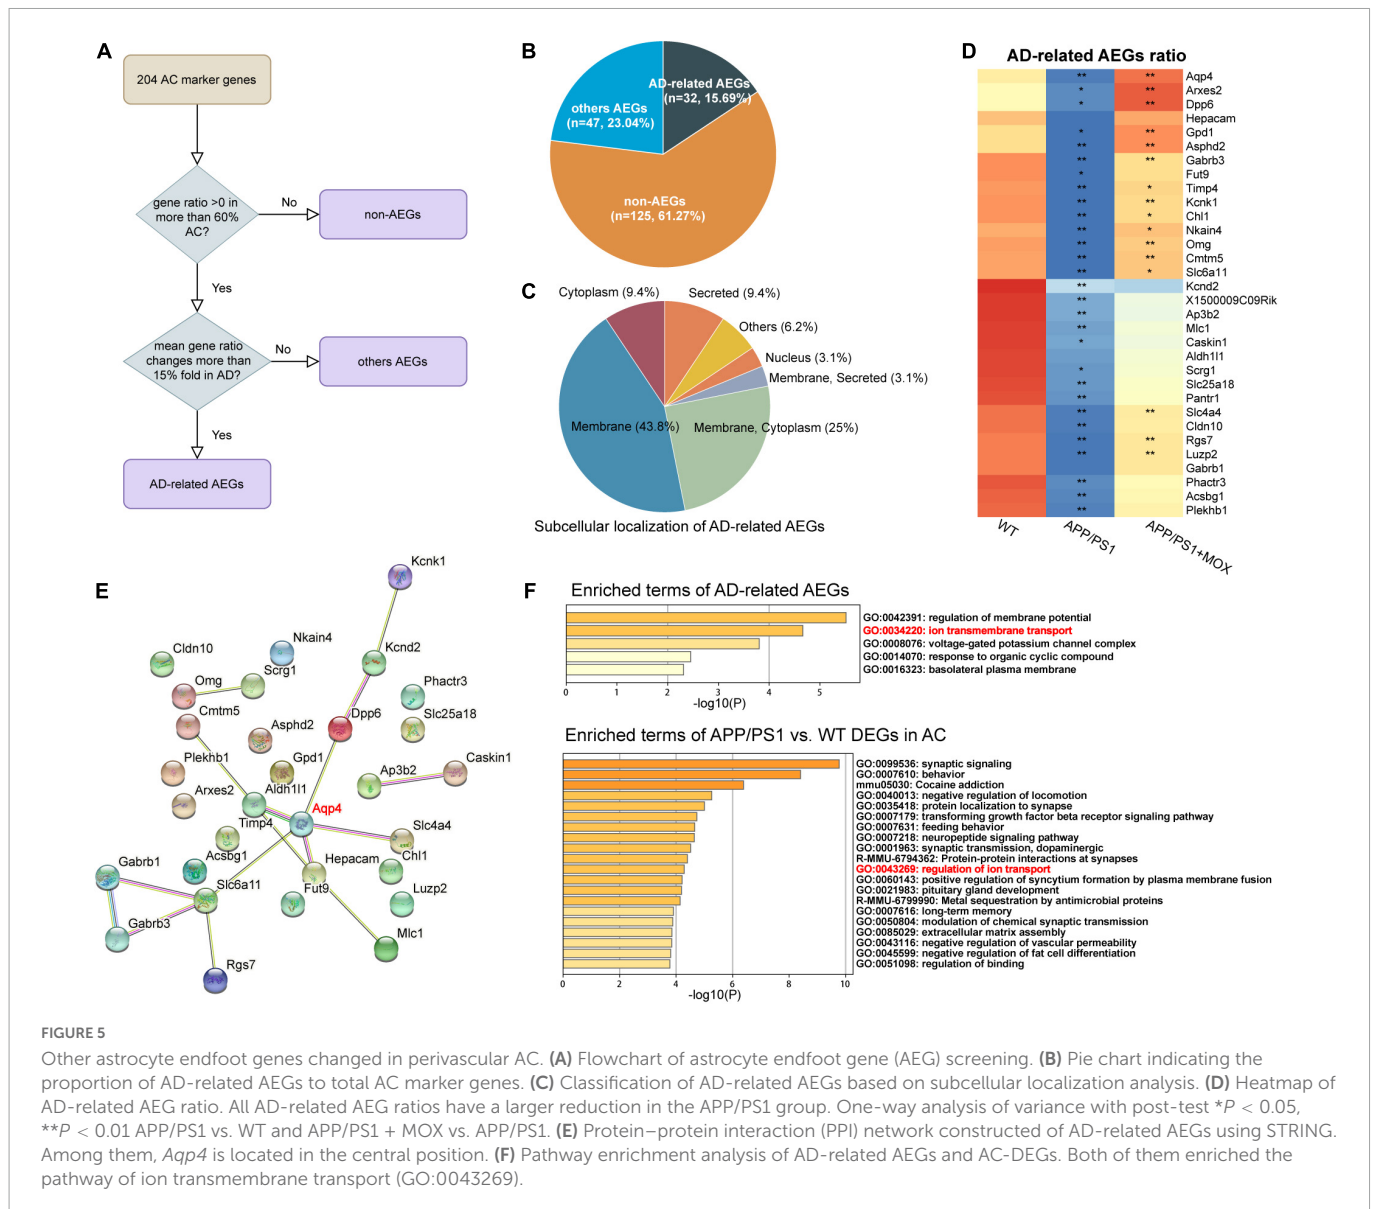 A
204 AC marker genes
gene ratio >0 in
more than 60%
AC?
No
non-AEGs
Yes
mean gene ratio
changes more than
15% fold in AD?
No
others AEGs
Yes
AD-related AEGs
B
AD-related AEGs
(n=32, 15.69%)
others AEGs
(n=47, 23.04%)
non-AEGs
(n=125, 61.27%)
C
Cytoplasm (9.4%)
Secreted (9.4%)
Others (6.2%)
Nucleus (3.1%)
Membrane, Secreted (3.1%)
Membrane (43.8%)
Membrane, Cytoplasm (25%)
Subcellular localization of AD-related AEGs
D
AD-related AEGs ratio
** ** Aqp4
* ** Arxes2
* ** Dpp6
Hepacam
* ** Gpd1
** ** Asphd2
** ** Gabrb3
* Fut9
** * Timp4
** ** Kcnk1
** * Chl1
** * Nkain4
** ** Omg
** ** Cmtm5
** * Slc6a11
** Kcnd2
** X1500009C09Rik
** Ap3b2
** Mlc1
* Caskin1
Aldh1l1
* Scrg1
** Slc25a18
** Pantr1
** ** Slc4a4
** Cldn10
** ** Rgs7
** ** Luzp2
Gabrb1
** Phactr3
** Acsbg1
** Plekhb1
WT
APP/PS1
APP/PS1+MOX
E
Kcnk1
Nkain4
Cldn10
Kcnd2
Scrg1
Omg
Phactr3
Cmtm5
Dpp6
Slc25a18
Asphd2
Plekhb1
Gpd1
Caskin1
Ap3b2
Arxes2
Aldh1l1
Aqp4
Timp4
Slc4a4
Acsbg1
Hepacam
Chl1
Gabrb1
Slc6a11
Fut9
Luzp2
Gabrb3
Mlc1
Rgs7
F
Enriched terms of AD-related AEGs
GO:0042391: regulation of membrane potential
GO:0034220: ion transmembrane transport
GO:0008076: voltage-gated potassium channel complex
GO:0014070: response to organic cyclic compound
GO:0016323: basolateral plasma membrane
0 1 2 3 4 5
-log10(P)
Enriched terms of APP/PS1 vs. WT DEGs in AC
GO:0099536: synaptic signaling
GO:0007610: behavior
mmu05030: Cocaine addiction
GO:0040013: negative regulation of locomotion
GO:0035418: protein localization to synapse
GO:0007179: transforming growth factor beta receptor signaling pathway
GO:0007631: feeding behavior
GO:0007218: neuropeptide signaling pathway
GO:0001963: synaptic transmission, dopaminergic
R-MMU-6794362: Protein-protein interactions at synapses
GO:0043269: regulation of ion transport
GO:0060143: positive regulation of syncytium formation by plasma membrane fusion
GO:0021983: pituitary gland development
R-MMU-6799990: Metal sequestration by antimicrobial proteins
GO:0007616: long-term memory
GO:0050804: modulation of chemical synaptic transmission
GO:0085029: extracellular matrix assembly
GO:0043116: negative regulation of vascular permeability
GO:0045599: negative regulation of fat cell differentiation
GO:0051098: regulation of binding
0 2 4 6 8 10
-log10(P)
FIGURE 5
Other astrocyte endfoot genes changed in perivascular AC. (A) Flowchart of astrocyte endfoot gene (AEG) screening. (B) Pie chart indicating the
proportion of AD-related AEGs to total AC marker genes. (C) Classification of AD-related AEGs based on subcellular localization analysis. (D) Heatmap of
AD-related AEG ratio. All AD-related AEG ratios have a larger reduction in the APP/PS1 group. One-way analysis of variance with post-test *P < 0.05,
**P < 0.01 APP/PS1 vs. WT and APP/PS1 + MOX vs. APP/PS1. (E) Protein–protein interaction (PPI) network constructed of AD-related AEGs using STRING.
Among them, Aqp4 is located in the central position. (F) Pathway enrichment analysis of AD-related AEGs and AC-DEGs. Both of them enriched the
pathway of ion transmembrane transport (GO:0043269).